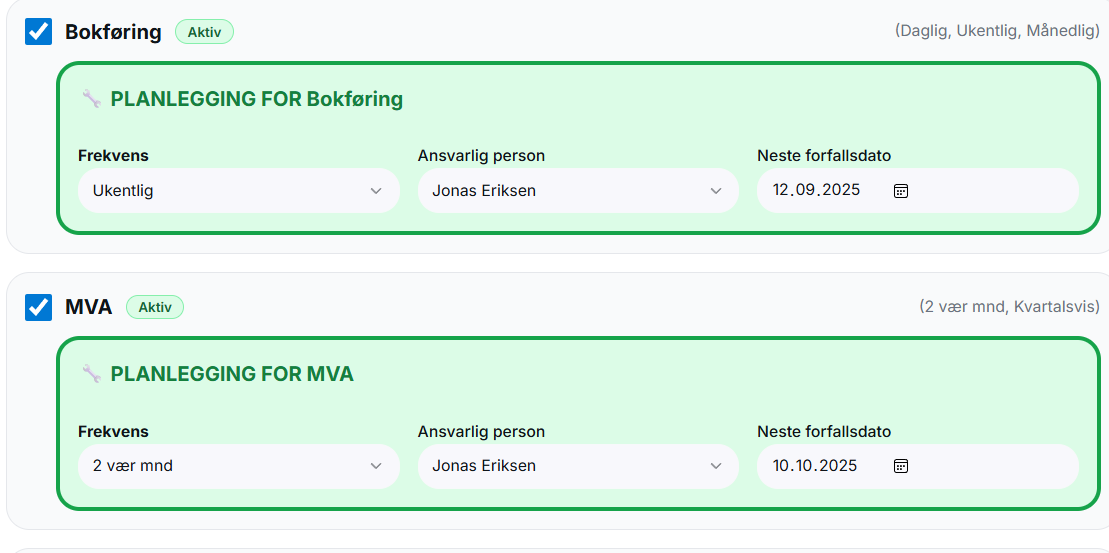 Bokføring Aktiv (Daglig, Ukentlig, Månedlig)
PLANLEGGING FOR Bokføring
Frekvens Ansvarlig person Neste forfallsdato
Ukentlig Jonas Eriksen 12.09.2025
MVA Aktiv (2 vær mnd, Kvartalsvis)
PLANLEGGING FOR MVA
Frekvens Ansvarlig person Neste forfallsdato
2 vær mnd Jonas Eriksen 10.10.2025